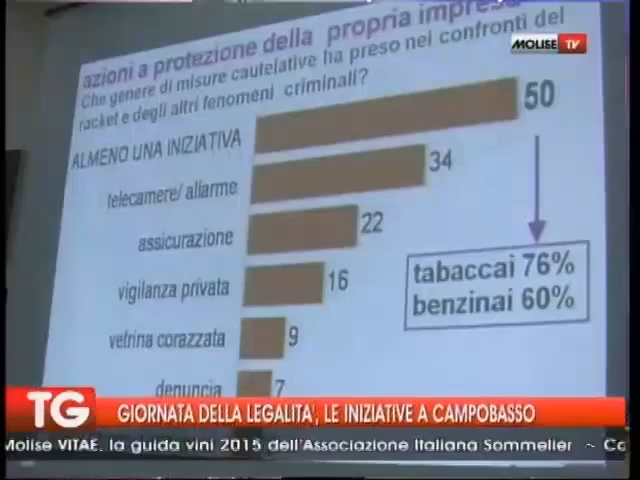 azioni a protezione della propria impresa
MOLISE TV
Che genere di misure cautelative ha preso nei confronti del
racket e degli altri fenomeni criminali?
ALMENO UNA INIZIATIVA 50
telecamere/ allarme 34
assicurazione 22
tabaccai 76%
benzinai 60%
vigilanza privata 16
vetrina corazzata 9
denuncia 7
TG GIORNATA DELLA LEGALITA', LE INIZIATIVE A CAMPOBASSO
Molise VITAE, la guida vini 2015 dell'Associazione Italiana Sommelier ~